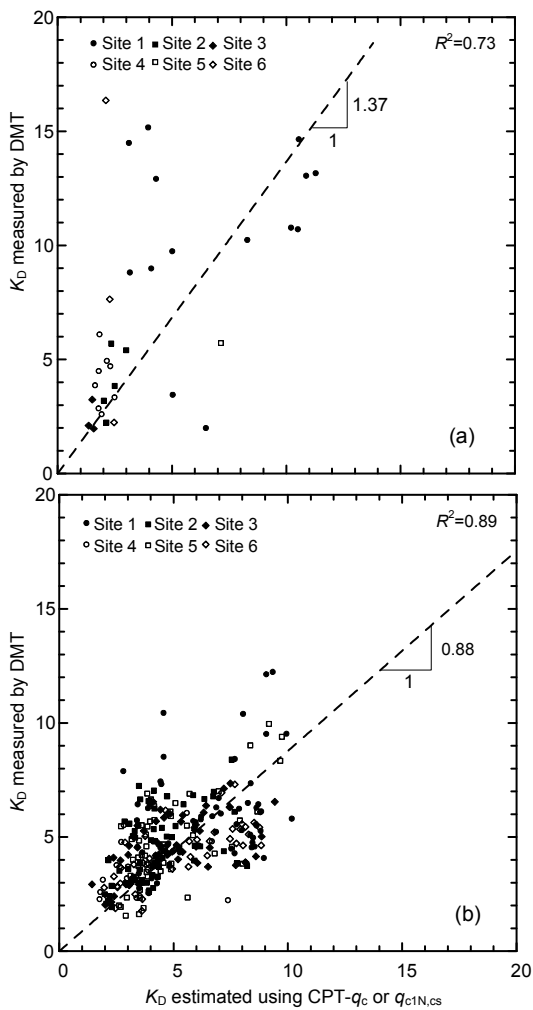 20
● Site 1 ■ Site 2 ◆ Site 3
○ Site 4 □ Site 5 ◇ Site 6
R²=0.73
15
1.37
1
K_D measured by DMT
10
5
(a)
0
20
● Site 1 ■ Site 2 ◆ Site 3
○ Site 4 □ Site 5 ◇ Site 6
R²=0.89
15
0.88
1
K_D measured by DMT
10
5
(b)
0
0 5 10 15 20
K_D estimated using CPT-q_c or q_c1N,cs